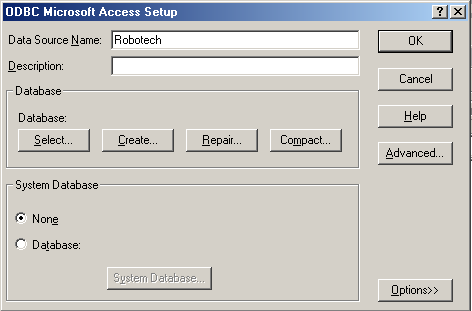 ODBC Microsoft Access Setup
Data Source Name: Robotech
OK
Description:
Cancel
Database
Database:
Help
Select... Create... Repair... Compact...
Advanced...
System Database
None
Database:
System Database...
Options>>